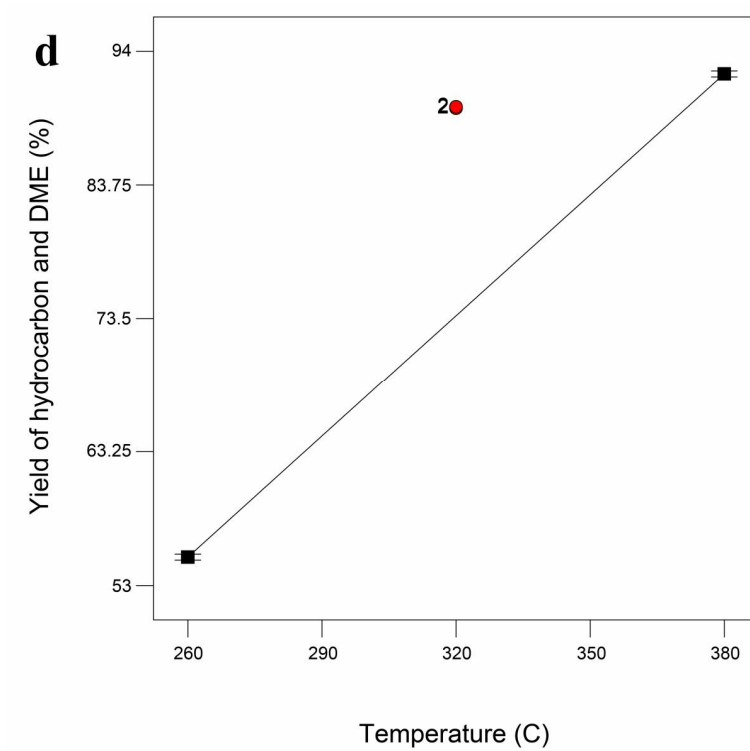 d
94
83.75
73.5
63.25
53
Yield of hydrocarbon and DME (%)
2
260 290 320 350 380
Temperature (C)